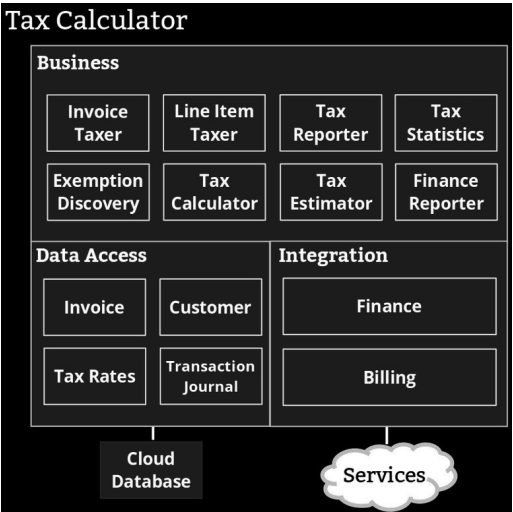 Tax Calculator
Business
Invoice
Taxer
Line Item
Taxer
Tax
Reporter
Tax
Statistics
Exemption
Discovery
Tax
Calculator
Tax
Estimator
Finance
Reporter
Data Access
Invoice
Customer
Tax Rates
Transaction
Journal
Integration
Finance
Billing
Cloud
Database
Services